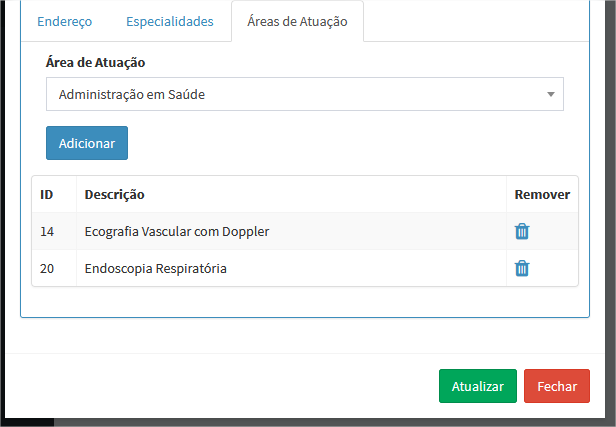 Endereço Especialidades Áreas de Atuação
Área de Atuação
Administração em Saúde
Adicionar
ID Descrição Remover
14 Ecografia Vascular com Doppler
20 Endoscopia Respiratória
Atualizar Fechar